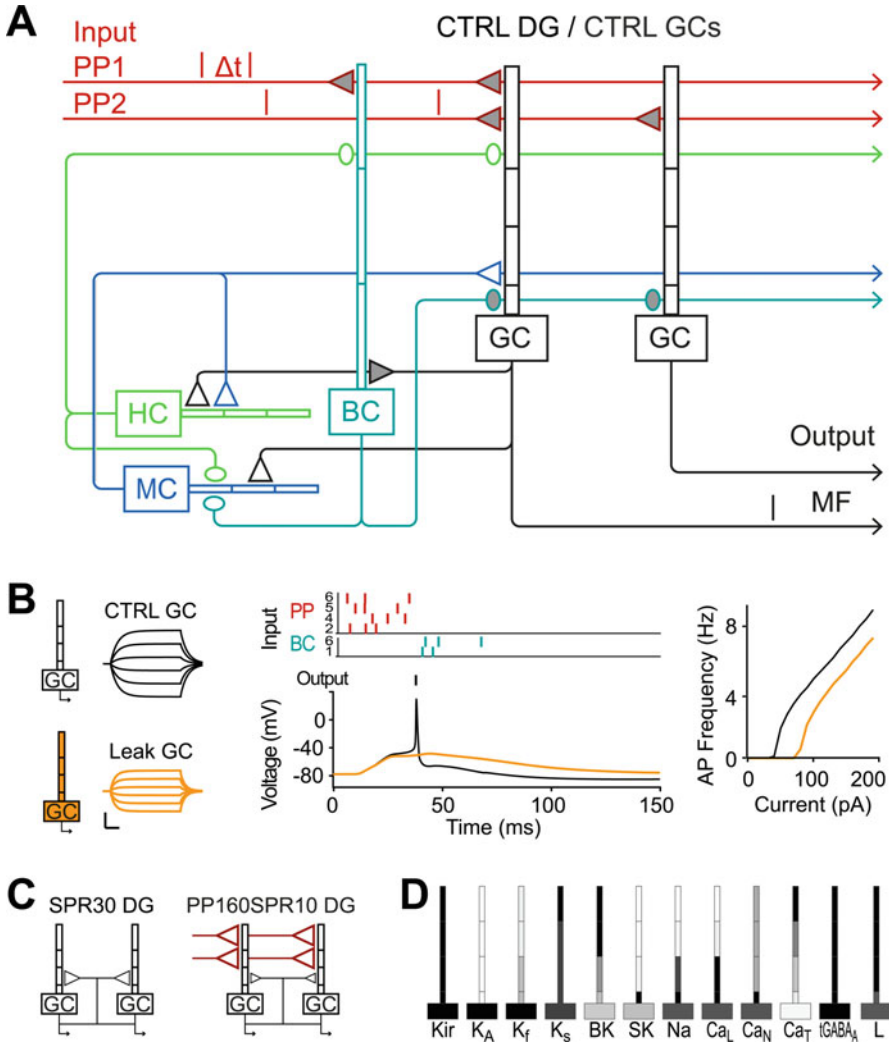 A
Input
CTRL DG / CTRL GCs
PP1 Δt
PP2
GC GC
HC BC
MC
Output
MF
B
CTRL GC
GC
Leak GC
GC
Input
PP
6
5
4
2
BC
6
1
Output
Voltage (mV)
0
-40
-80
0 50 100 150
Time (ms)
AP Frequency (Hz)
8
4
0
0 100 200
Current (pA)
C
SPR30 DG PP160SPR10 DG
GC GC GC GC
D
Kir KA Kf Ks BK SK Na CaL CaN CaT tGABAA L